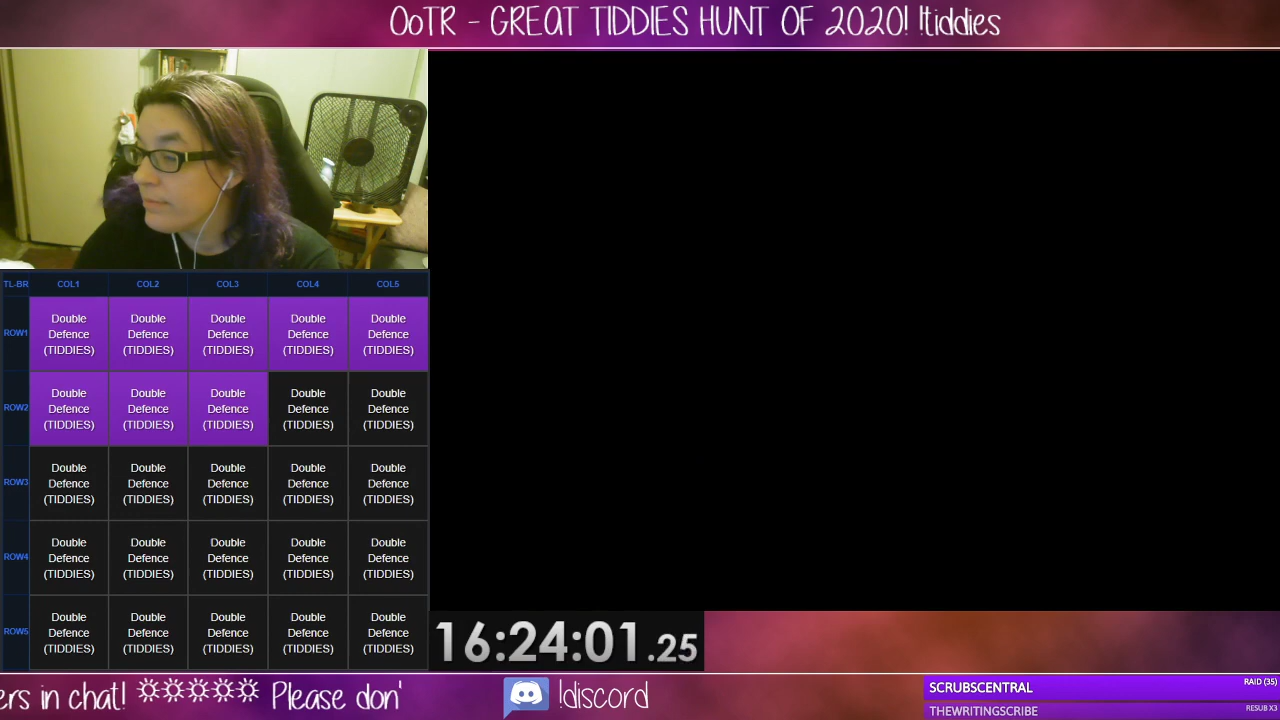 OoTR - GREAT TIDDIES HUNT OF 2020! !tiddies
TL-BR COL1 COL2 COL3 COL4 COL5
ROW1
Double Double Double Double Double
Defence Defence Defence Defence Defence
(TIDDIES) (TIDDIES) (TIDDIES) (TIDDIES) (TIDDIES)
ROW2
Double Double Double Double Double
Defence Defence Defence Defence Defence
(TIDDIES) (TIDDIES) (TIDDIES) (TIDDIES) (TIDDIES)
ROW3
Double Double Double Double Double
Defence Defence Defence Defence Defence
(TIDDIES) (TIDDIES) (TIDDIES) (TIDDIES) (TIDDIES)
ROW4
Double Double Double Double Double
Defence Defence Defence Defence Defence
(TIDDIES) (TIDDIES) (TIDDIES) (TIDDIES) (TIDDIES)
ROW5
Double Double Double Double Double
Defence Defence Defence Defence Defence
(TIDDIES) (TIDDIES) (TIDDIES) (TIDDIES) (TIDDIES)
16:24:01.25
ers in chat! ☼☼☼☼☼ Please don'
!discord
SCRUBSCENTRAL RAID (35)
THEWRITINGSCRIBE RESUB X3